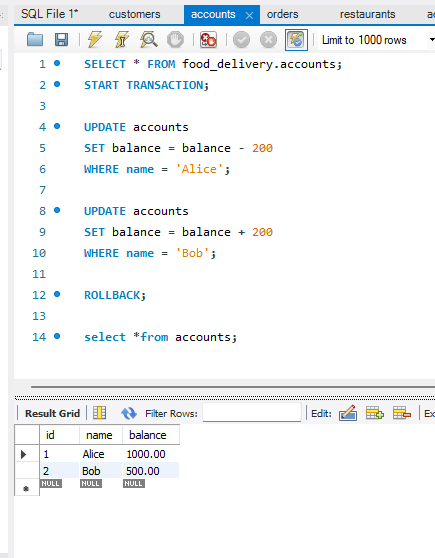 SQL File 1* customers accounts orders restaurants
Limit to 1000 rows
1 SELECT * FROM food_delivery.accounts;
2 START TRANSACTION;
3
4 UPDATE accounts
5 SET balance = balance - 200
6 WHERE name = 'Alice';
7
8 UPDATE accounts
9 SET balance = balance + 200
10 WHERE name = 'Bob';
11
12 ROLLBACK;
13
14 select *from accounts;
Result Grid Filter Rows: Edit: Ex
id name balance
1 Alice 1000.00
2 Bob 500.00
NULL NULL NULL